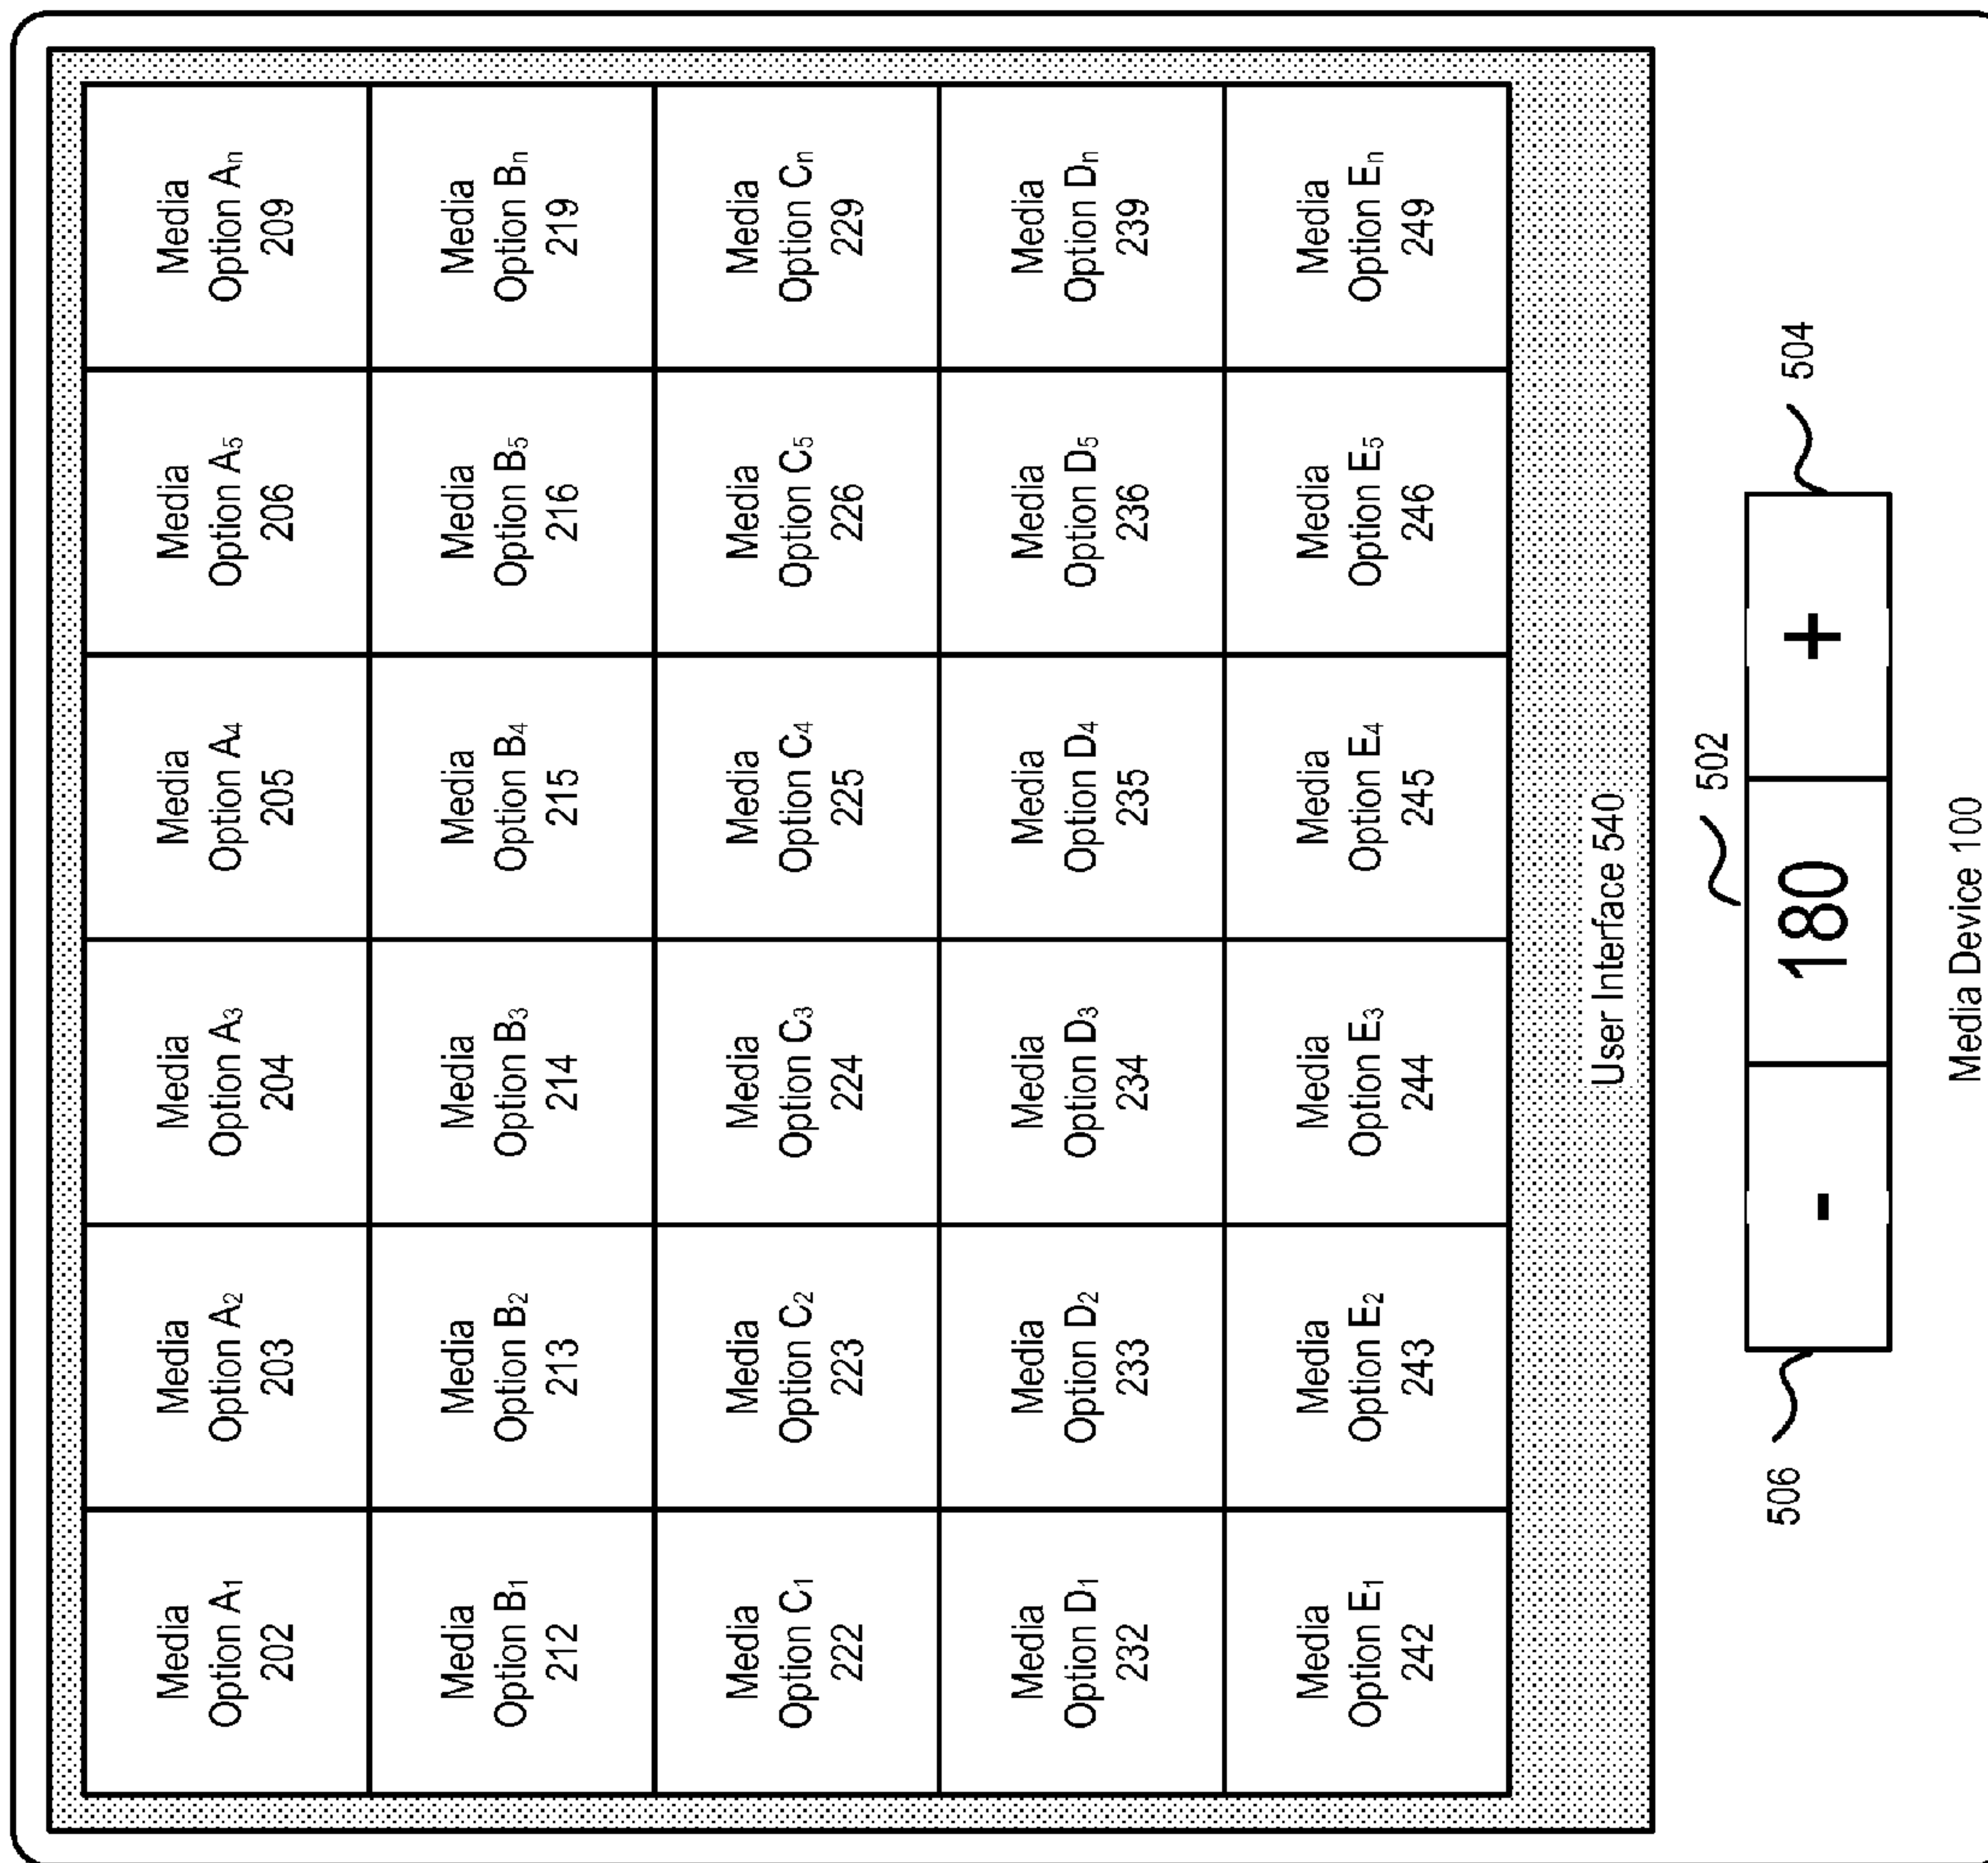 Media
Option A₁
202
Media
Option A₂
203
Media
Option A₃
204
Media
Option A₄
205
Media
Option A₅
206
Media
Option Aₙ
209
Media
Option B₁
212
Media
Option B₂
213
Media
Option B₃
214
Media
Option B₄
215
Media
Option B₅
216
Media
Option Bₙ
219
Media
Option C₁
222
Media
Option C₂
223
Media
Option C₃
224
Media
Option C₄
225
Media
Option C₅
226
Media
Option Cₙ
229
Media
Option D₁
232
Media
Option D₂
233
Media
Option D₃
234
Media
Option D₄
235
Media
Option D₅
236
Media
Option Dₙ
239
Media
Option E₁
242
Media
Option E₂
243
Media
Option E₃
244
Media
Option E₄
245
Media
Option E₅
246
Media
Option Eₙ
249
User Interface 540
502
506
-
180
+
504
Media Device 100